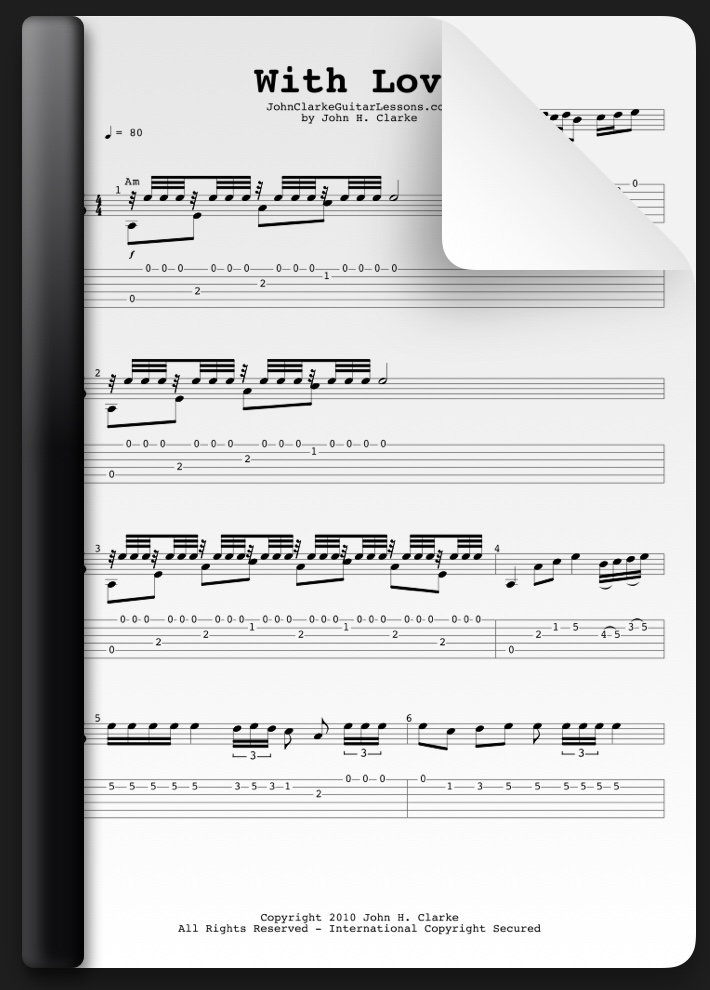 With Lov
JohnClarkeGuitarLessons.co
by John H. Clarke
= 80
Am
1
4
4
f
0 0 0 0 0 0 0 0 0 0 0 0 0
1
2
2
0
0
2
0 0 0 0 0 0 0 0 0 0 0 0 0
1
2
2
0
3 4
0 0 0 0 0 0 0 0 0 0 0 0 0 0 0 0 0 0 0 0 0 0 0 0
1 1 1 5 3 5
2 2 2 2 4 5
2 2
0 0
5 6
3 3 3
0 0 0 0
5 5 5 5 5 3 5 3 1 1 3 5 5 5 5 5 5
2
Copyright 2010 John H. Clarke
All Rights Reserved - International Copyright Secured